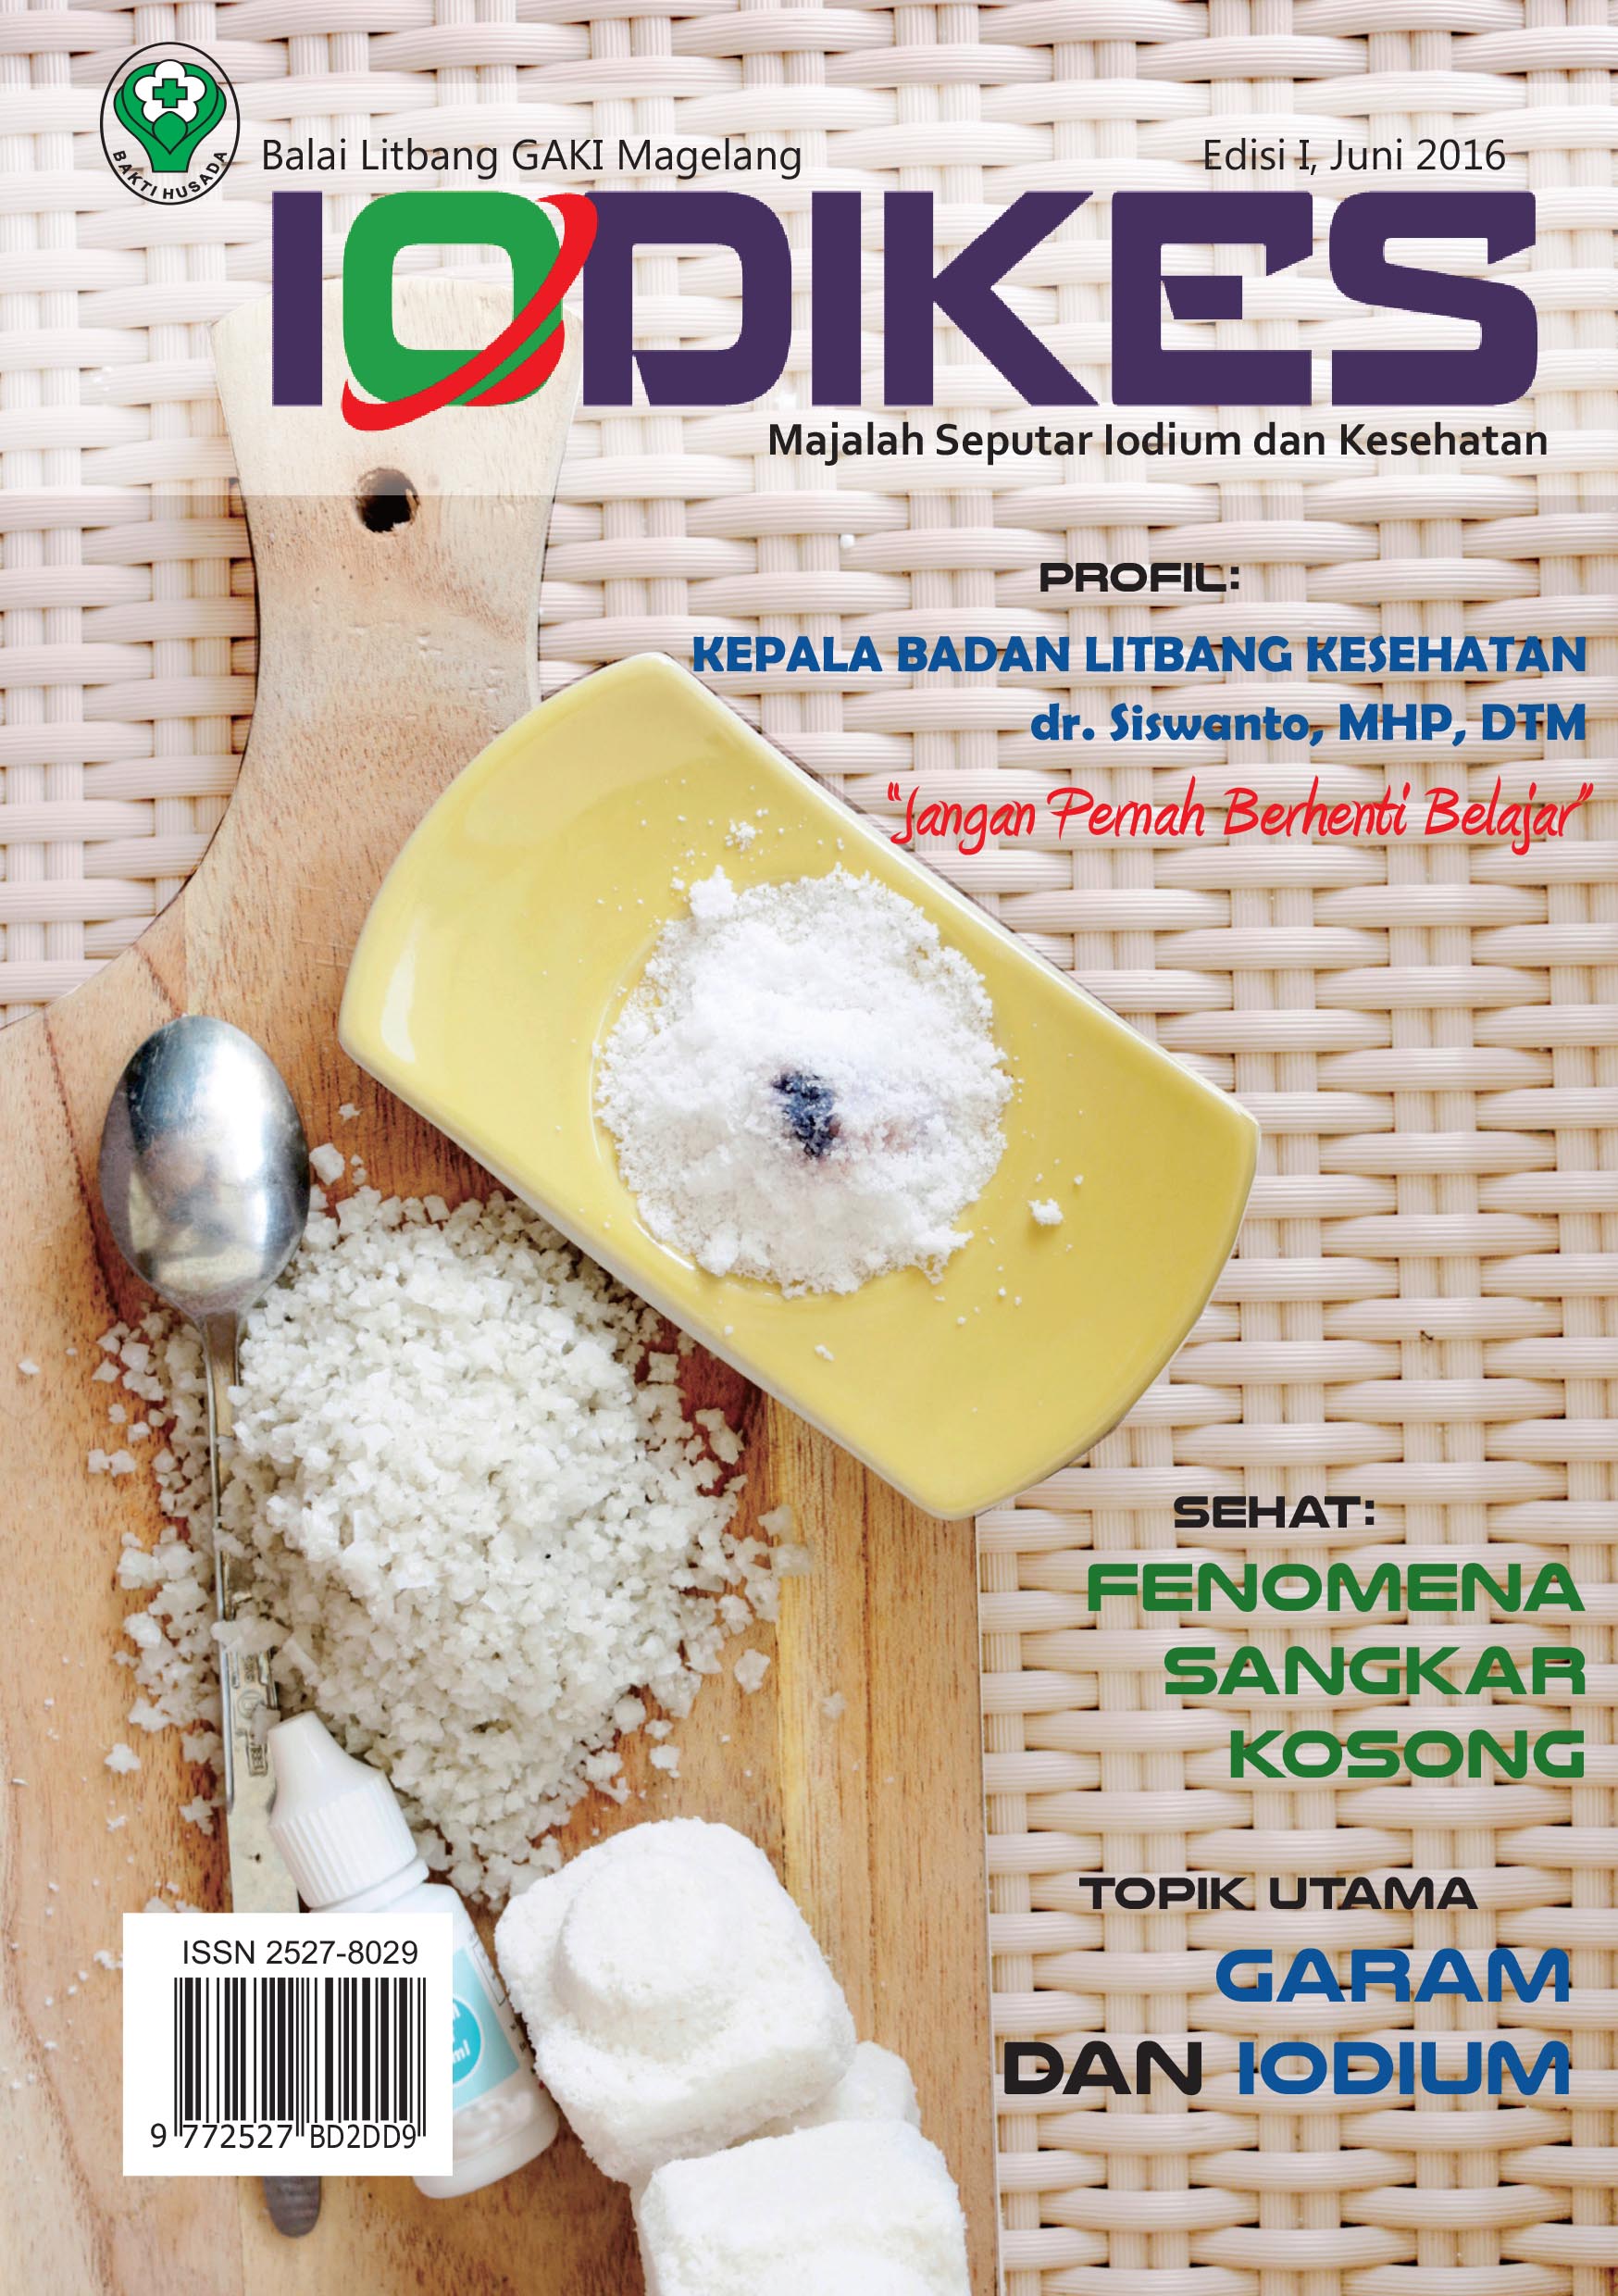 BAKTI HUSADA
Balai Litbang GAKI Magelang
Edisi I, Juni 2016
IODIKES
Majalah Seputar Iodium dan Kesehatan
PROFIL:
KEPALA BADAN LITBANG KESEHATAN
dr. Siswanto, MHP, DTM
"Jangan Pernah Berhenti Belajar"
SEHAT:
FENOMENA
SANGKAR
KOSONG
TOPIK UTAMA
GARAM
DAN IODIUM
ISSN 2527-8029
9 772527 BD2DD9
ml